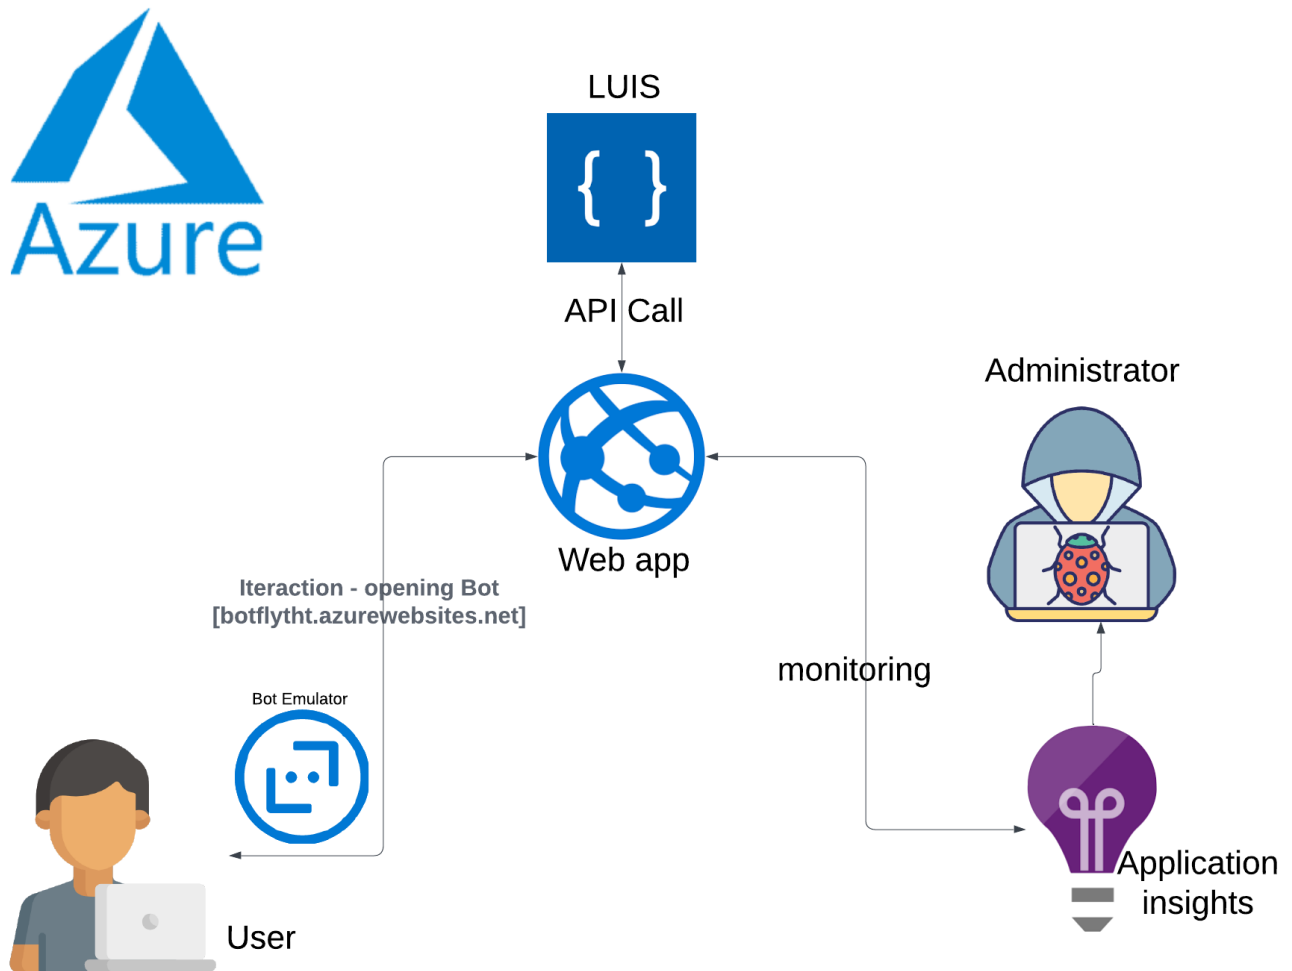 Azure
LUIS
API Call
Administrator
Web app
Iteraction - opening Bot
[botflytht.azurewebsites.net]
monitoring
Bot Emulator
Application
insights
User